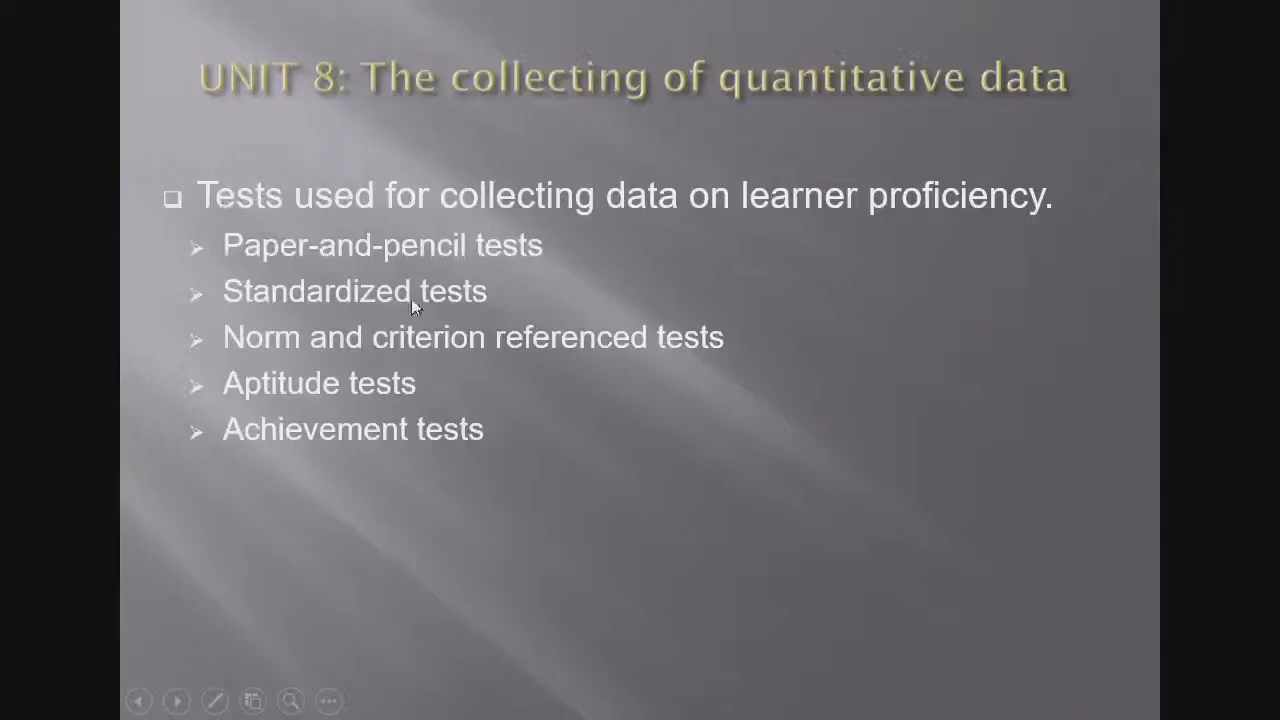 UNIT 8: The collecting of quantitative data
Tests used for collecting data on learner proficiency.
Paper-and-pencil tests
Standardized tests
Norm and criterion referenced tests
Aptitude tests
Achievement tests